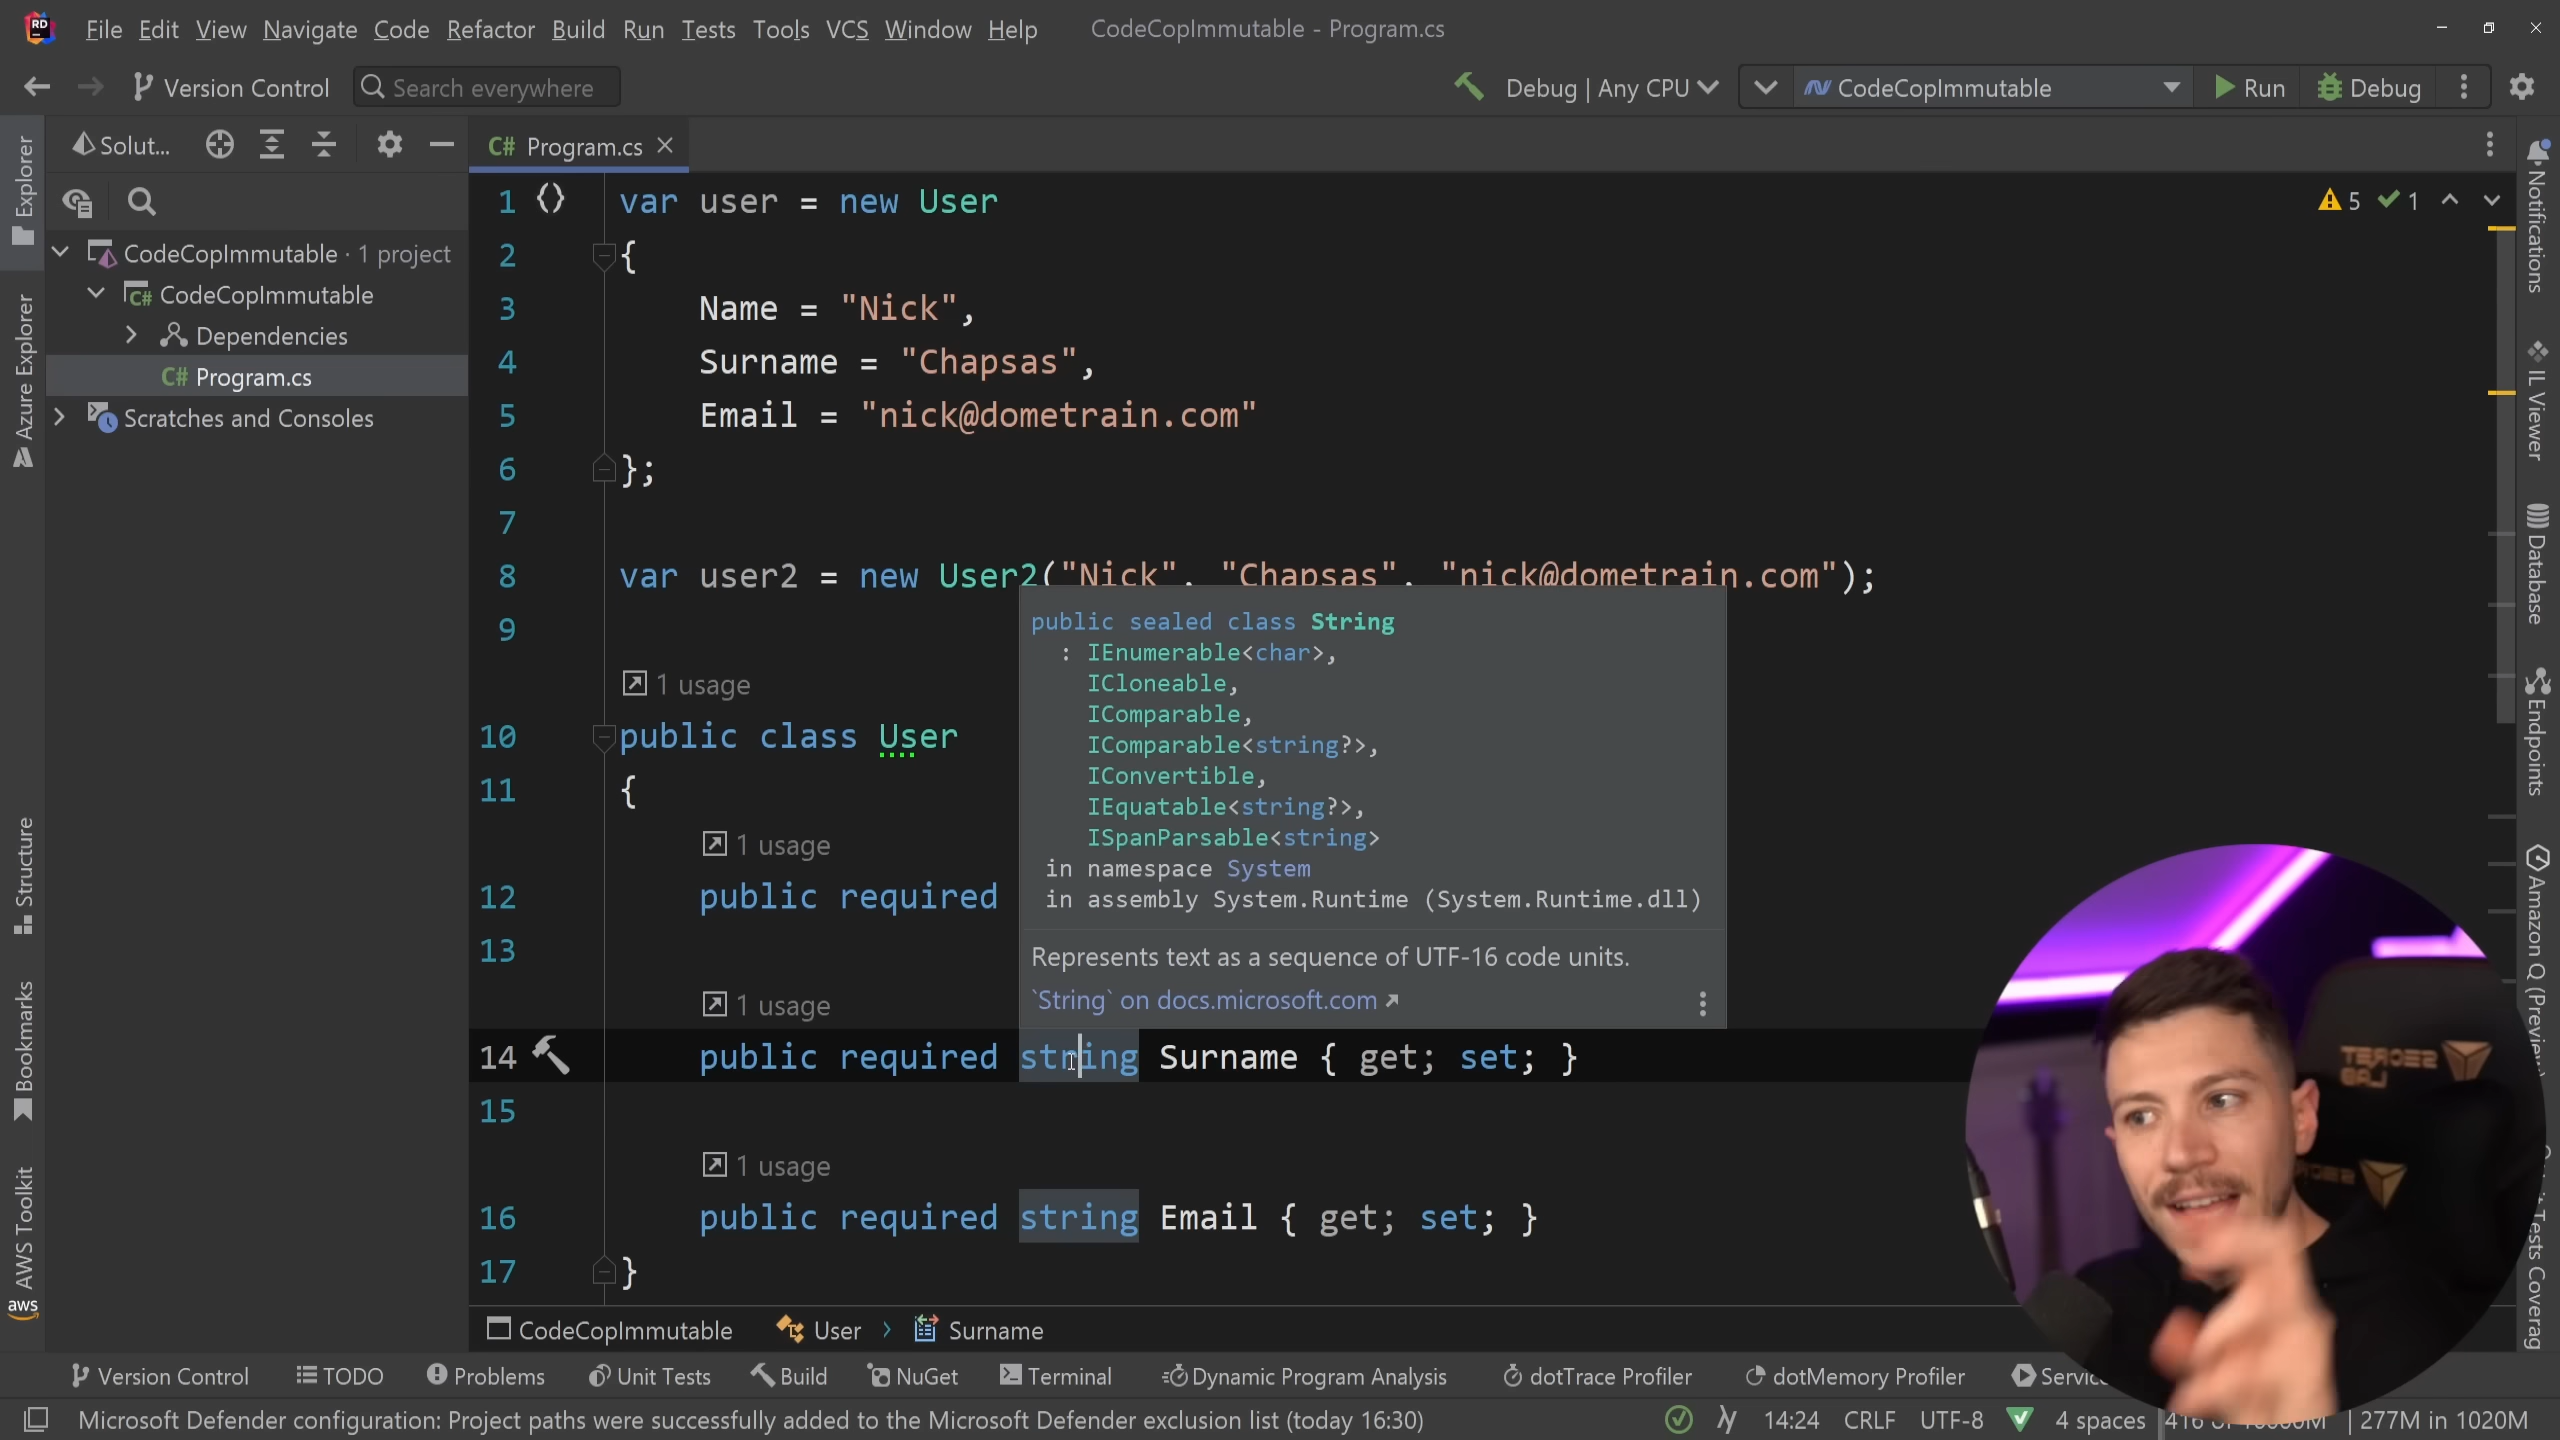 RD File Edit View Navigate Code Refactor Build Run Tests Tools VCS Window Help CodeCopImmutable - Program.cs
Version Control Search everywhere Debug | Any CPU CodeCopImmutable Run Debug
Solut... C# Program.cs
Explorer
Azure Explorer
Structure
Bookmarks
AWS Toolkit
aws
CodeCopImmutable · 1 project
C# CodeCopImmutable
Dependencies
C# Program.cs
Scratches and Consoles
5 1
1 var user = new User
2 {
3 Name = "Nick",
4 Surname = "Chapsas",
5 Email = "nick@dometrain.com"
6 };
7
8 var user2 = new User2("Nick", "Chapsas", "nick@dometrain.com");
9
1 usage
10 public class User
11 {
1 usage
12 public required
13
1 usage
14 public required string Surname { get; set; }
15
1 usage
16 public required string Email { get; set; }
17 }
public sealed class String
: IEnumerable<char>,
ICloneable,
IComparable,
IComparable<string?>,
IConvertible,
IEquatable<string?>,
ISpanParsable<string>
in namespace System
in assembly System.Runtime (System.Runtime.dll)
Represents text as a sequence of UTF-16 code units.
`String` on docs.microsoft.com
Notifications
IL Viewer
Database
Endpoints
Amazon Q (Preview)
Tests Coverag
SECRET
LAB
CodeCopImmutable User Surname
Version Control TODO Problems Unit Tests Build NuGet Terminal Dynamic Program Analysis dotTrace Profiler dotMemory Profiler Servic
Microsoft Defender configuration: Project paths were successfully added to the Microsoft Defender exclusion list (today 16:30) 14:24 CRLF UTF-8 4 spaces 277M in 1020M